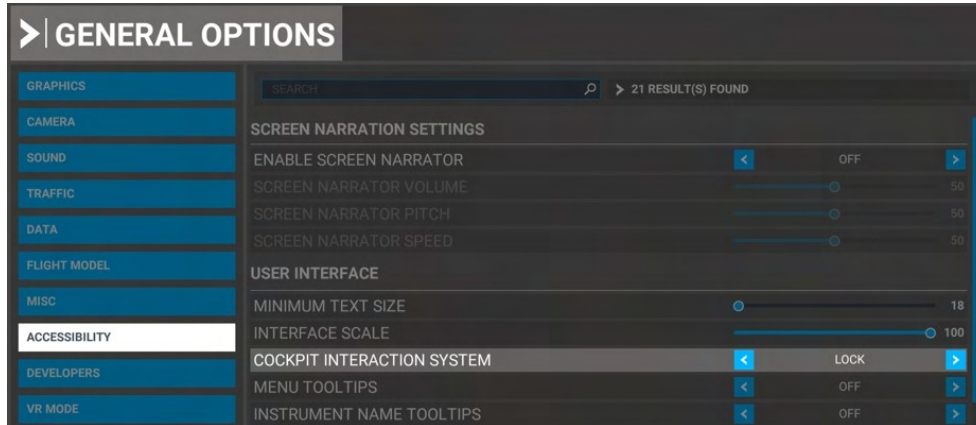 GENERAL OPTIONS
GRAPHICS
CAMERA
SOUND
TRAFFIC
DATA
FLIGHT MODEL
MISC
ACCESSIBILITY
DEVELOPERS
VR MODE
SEARCH
21 RESULT(S) FOUND
SCREEN NARRATION SETTINGS
ENABLE SCREEN NARRATOR OFF
SCREEN NARRATOR VOLUME 50
SCREEN NARRATOR PITCH 50
SCREEN NARRATOR SPEED 50
USER INTERFACE
MINIMUM TEXT SIZE 18
INTERFACE SCALE 100
COCKPIT INTERACTION SYSTEM LOCK
MENU TOOLTIPS OFF
INSTRUMENT NAME TOOLTIPS OFF